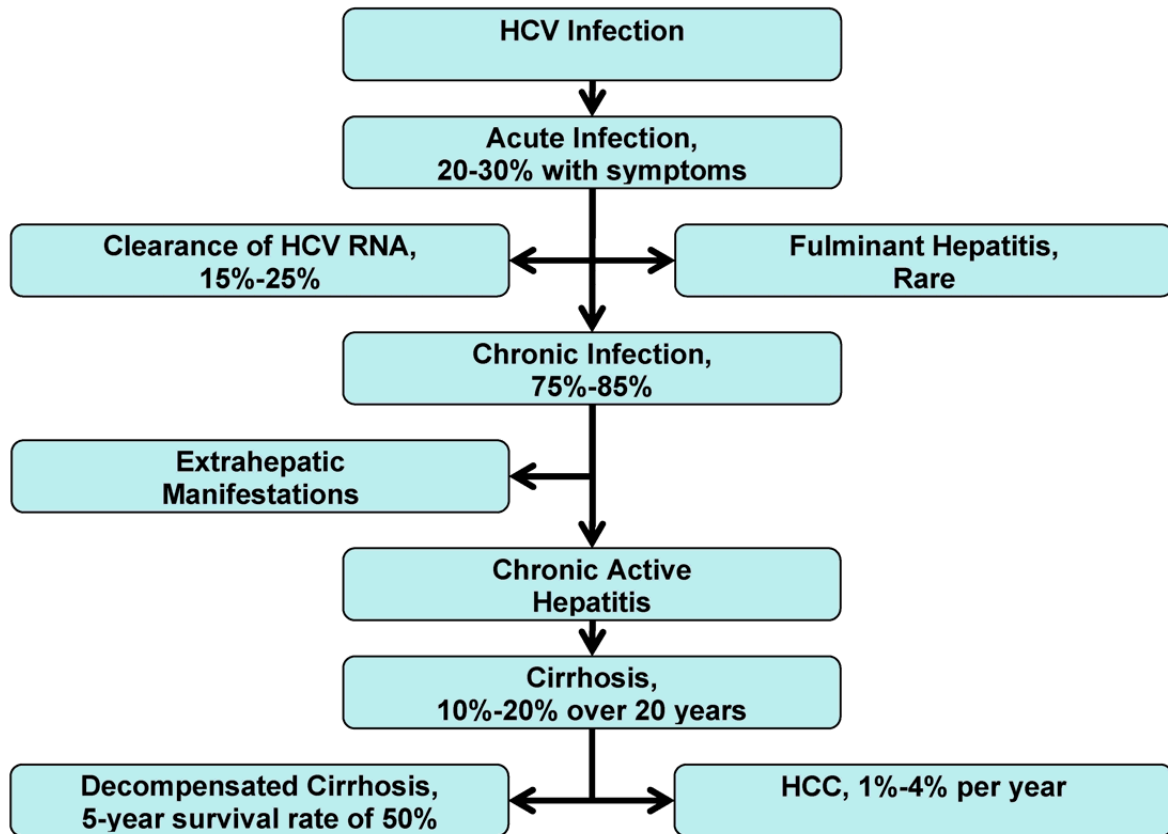 HCV Infection
Acute Infection,
20-30% with symptoms
Clearance of HCV RNA,
15%-25%
Fulminant Hepatitis,
Rare
Chronic Infection,
75%-85%
Extrahepatic
Manifestations
Chronic Active
Hepatitis
Cirrhosis,
10%-20% over 20 years
Decompensated Cirrhosis,
5-year survival rate of 50%
HCC, 1%-4% per year